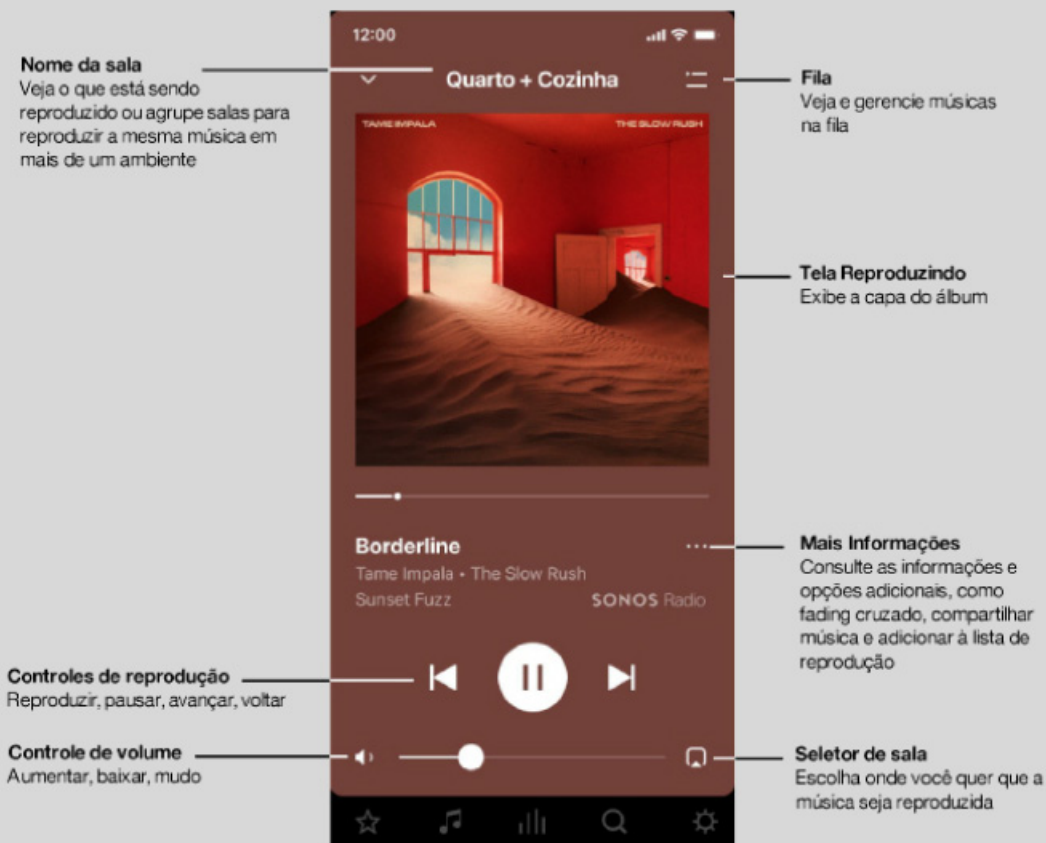 12:00
Nome da sala
Veja o que está sendo
reproduzido ou agrupe salas para
reproduzir a mesma música em
mais de um ambiente
Quarto + Cozinha
Fila
Veja e gerencie músicas
na fila
TAME IMPALA
THE SLOW RUSH
Tela Reproduzindo
Exibe a capa do álbum
Borderline
Tame Impala • The Slow Rush
Sunset Fuzz
SONOS Radio
Mais Informações
Consulte as informações e
opções adicionais, como
fading cruzado, compartilhar
música e adicionar à lista de
reprodução
Controles de reprodução
Reproduzir, pausar, avançar, voltar
Controle de volume
Aumentar, baixar, mudo
Seletor de sala
Escolha onde você quer que a
música seja reproduzida